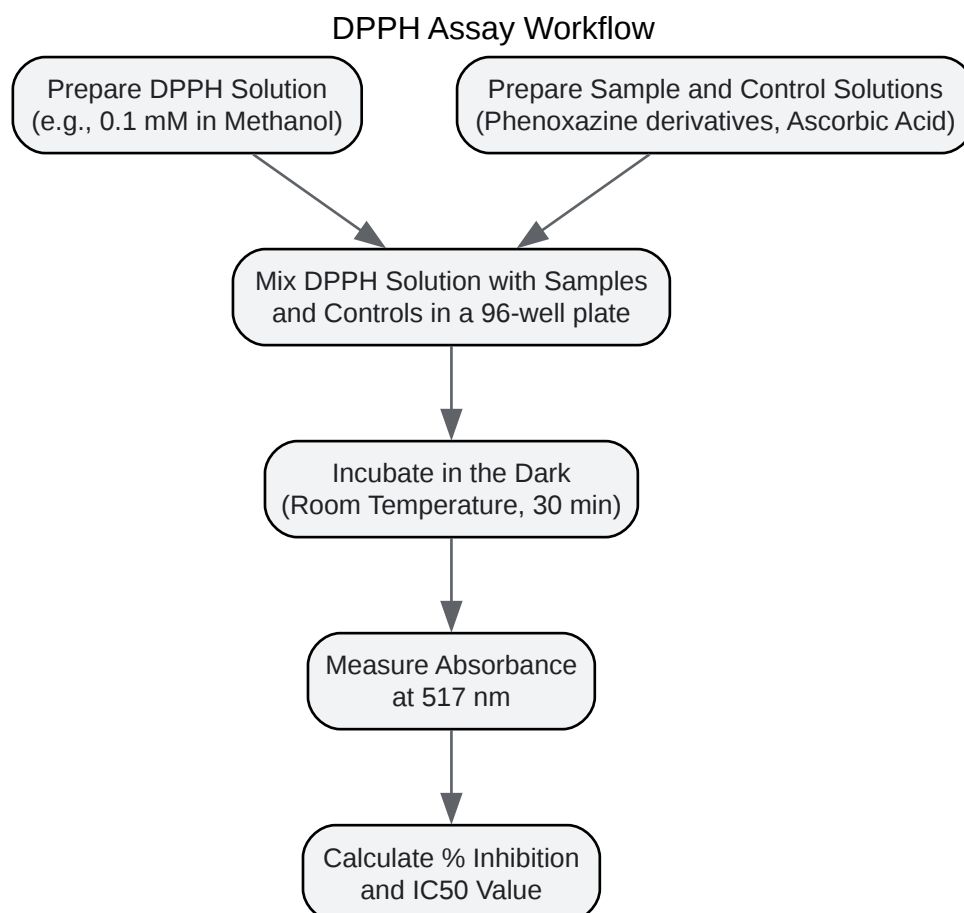 DPPH Assay Workflow
Prepare DPPH Solution
(e.g., 0.1 mM in Methanol)
Prepare Sample and Control Solutions
(Phenoxazine derivatives, Ascorbic Acid)
Mix DPPH Solution with Samples
and Controls in a 96-well plate
Incubate in the Dark
(Room Temperature, 30 min)
Measure Absorbance
at 517 nm
Calculate % Inhibition
and IC50 Value